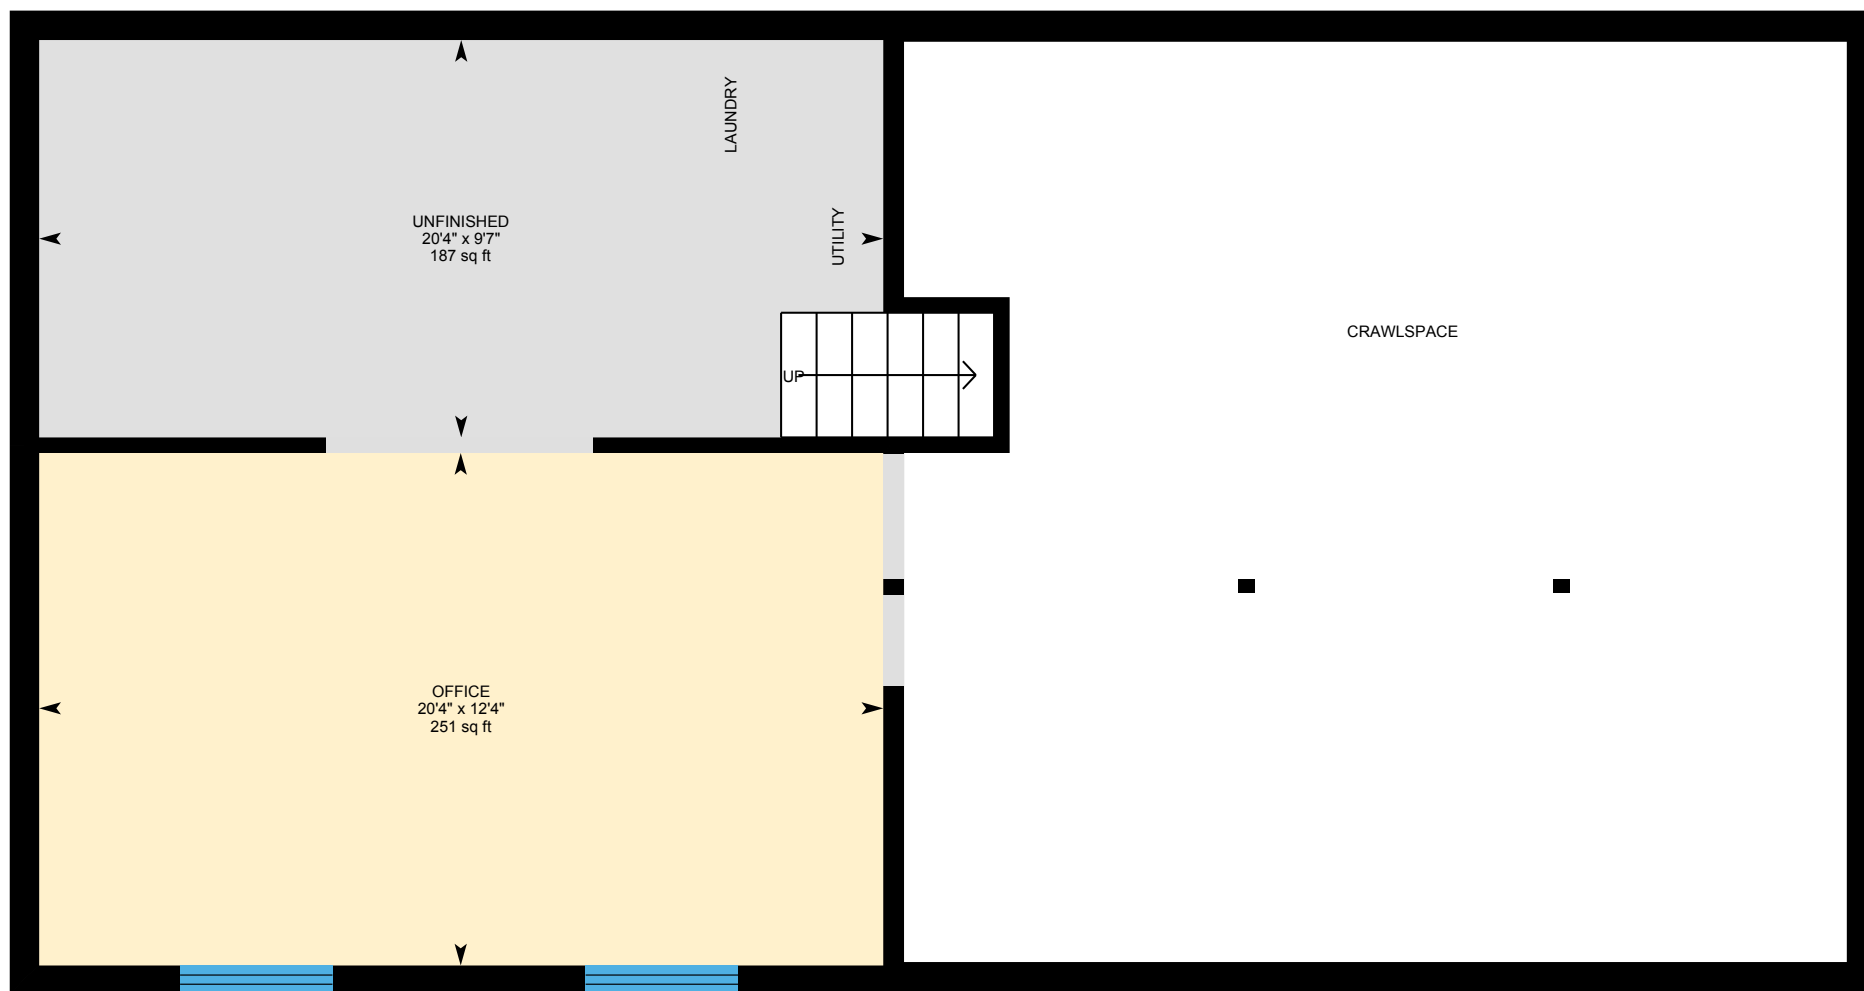 LAUNDRY
UTILITY
UNFINISHED
20'4" x 9'7"
187 sq ft
CRAWLSPACE
UP
OFFICE
20'4" x 12'4"
251 sq ft